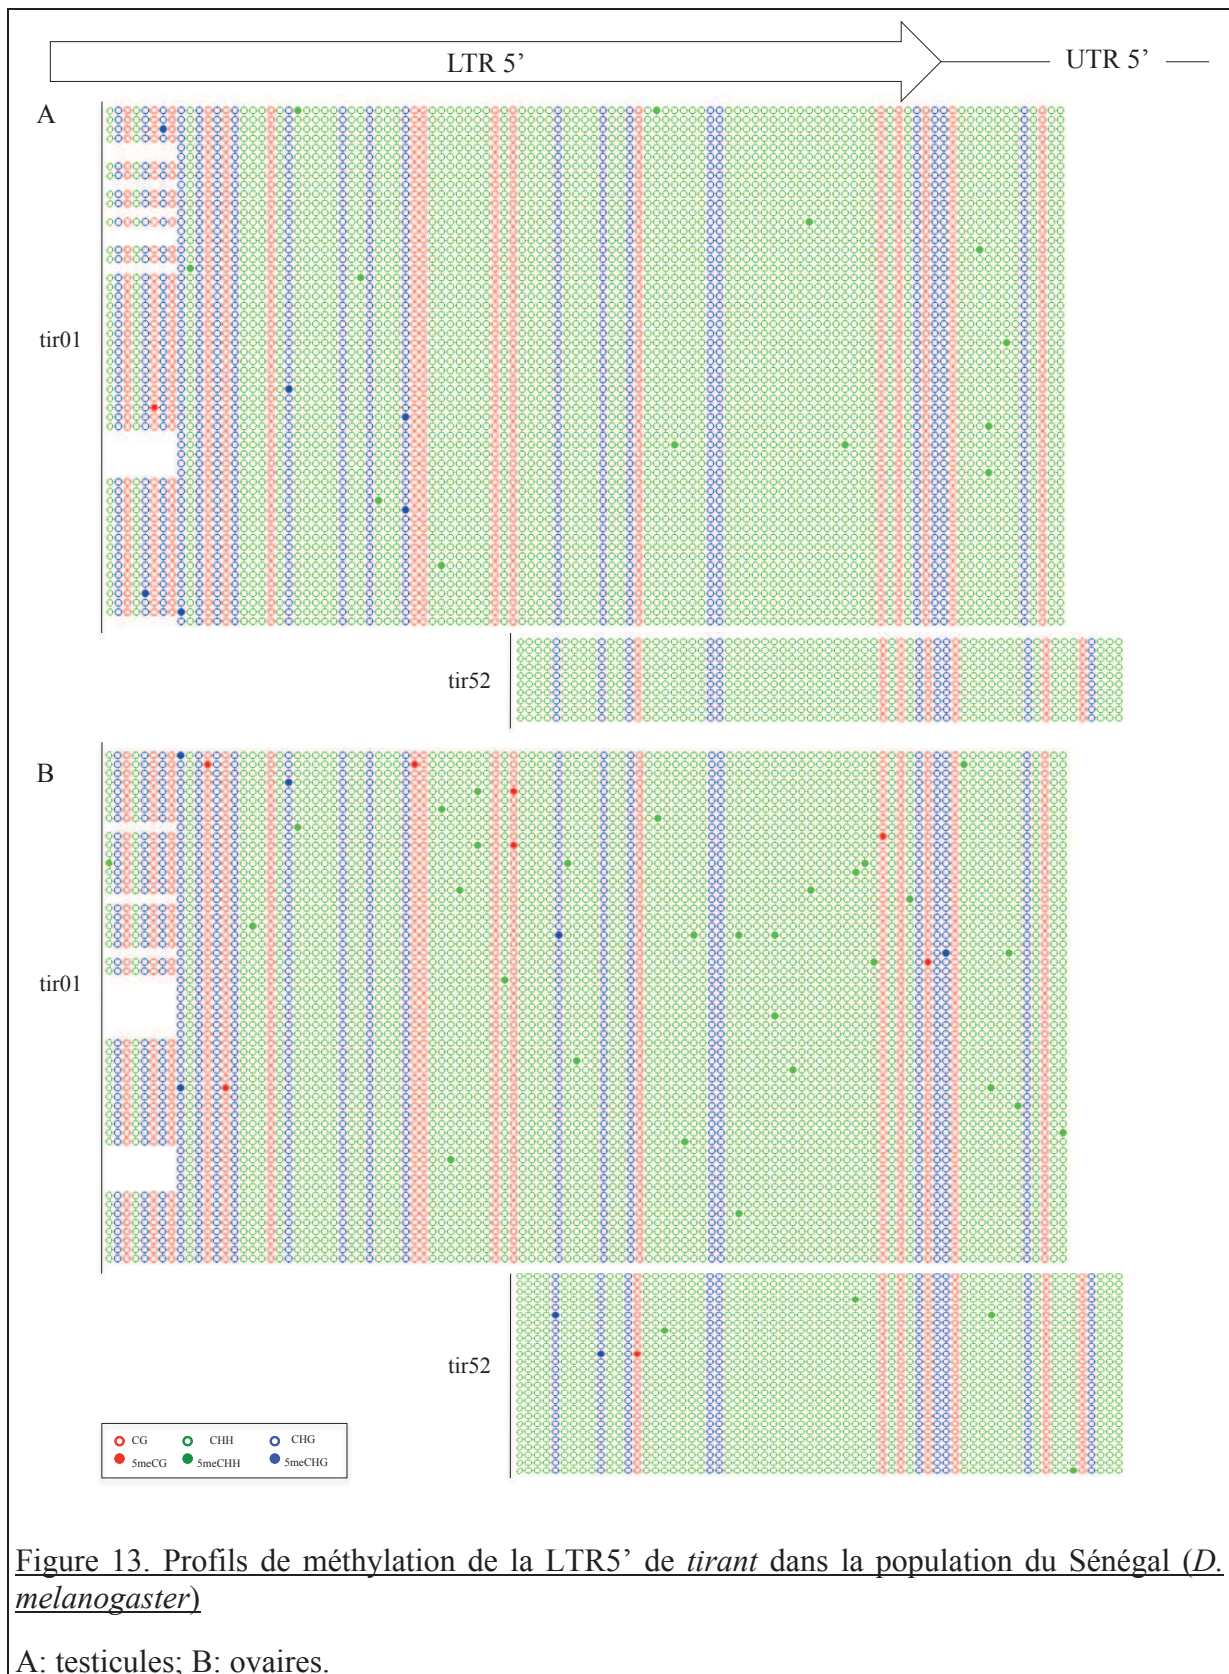 LTR 5’
UTR 5’
A
tir01
tir52
B
tir01
tir52
CG CHH CHG
5meCG 5meCHH 5meCHG
Figure 13. Profils de méthylation de la LTR5’ de tirant dans la population du Sénégal (D.
melanogaster)
A: testicules; B: ovaires.